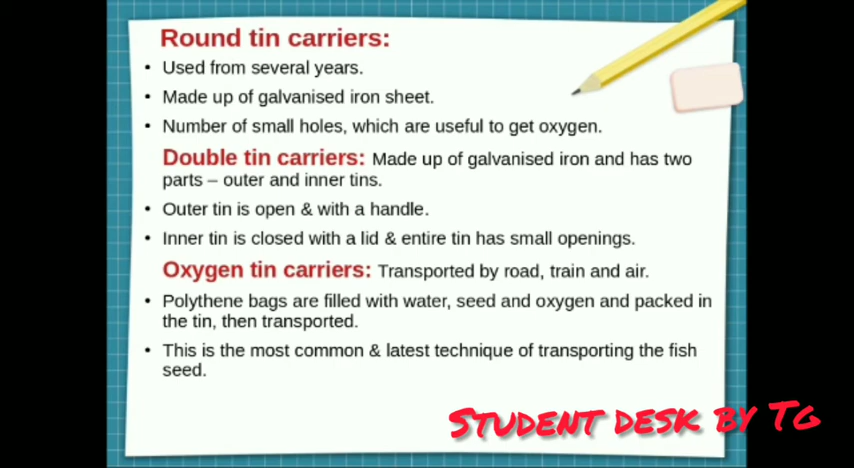 Round tin carriers:
• Used from several years.
• Made up of galvanised iron sheet.
• Number of small holes, which are useful to get oxygen.
Double tin carriers: Made up of galvanised iron and has two
parts – outer and inner tins.
• Outer tin is open & with a handle.
• Inner tin is closed with a lid & entire tin has small openings.
Oxygen tin carriers: Transported by road, train and air.
• Polythene bags are filled with water, seed and oxygen and packed in
the tin, then transported.
• This is the most common & latest technique of transporting the fish
seed.
Student desk by Tg